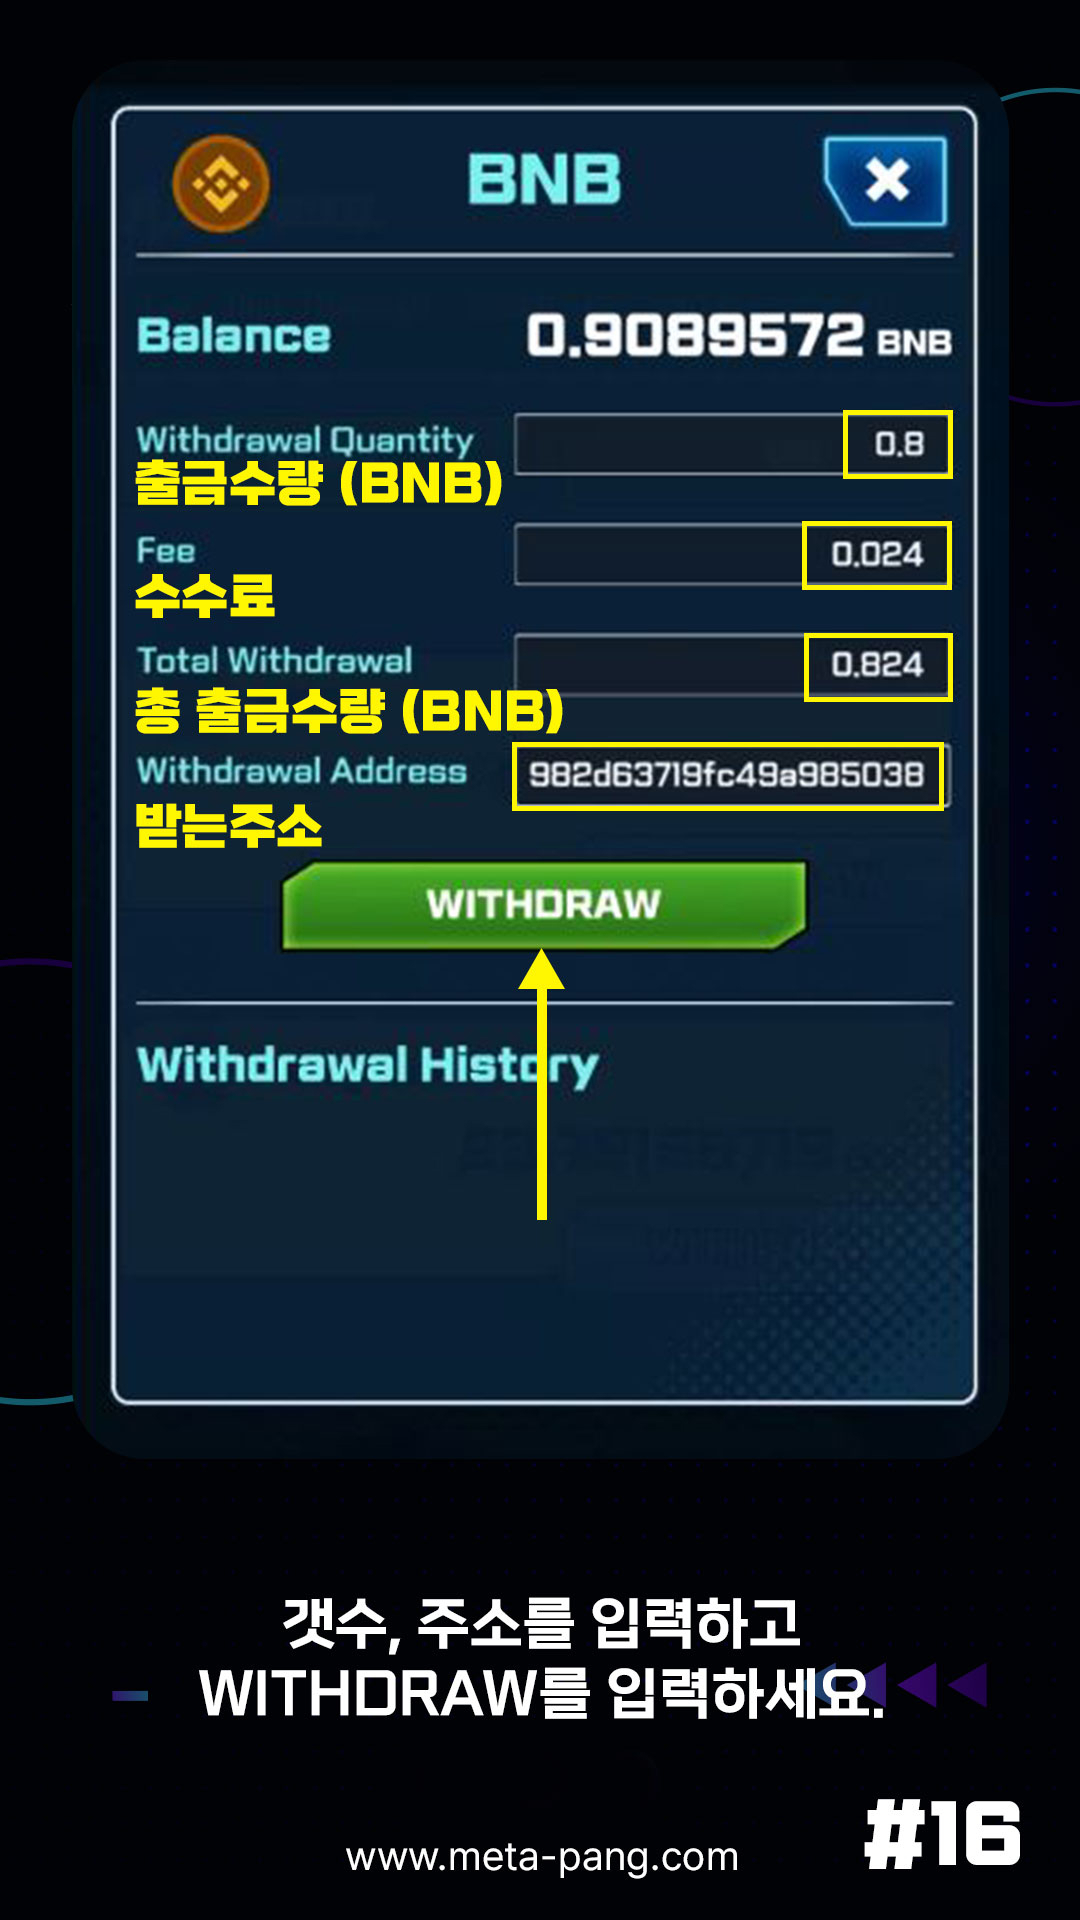 BNB
Balance 0.9089572 BNB
Withdrawal Quantity 0.8
출금수량 (BNB)
Fee 0.024
수수료
Total Withdrawal 0.824
총 출금수량 (BNB)
Withdrawal Address 982d63719fc49a985038
받는주소
WITHDRAW
Withdrawal History
갯수, 주소를 입력하고
WITHDRAW를 입력하세요.
#16
www.meta-pang.com